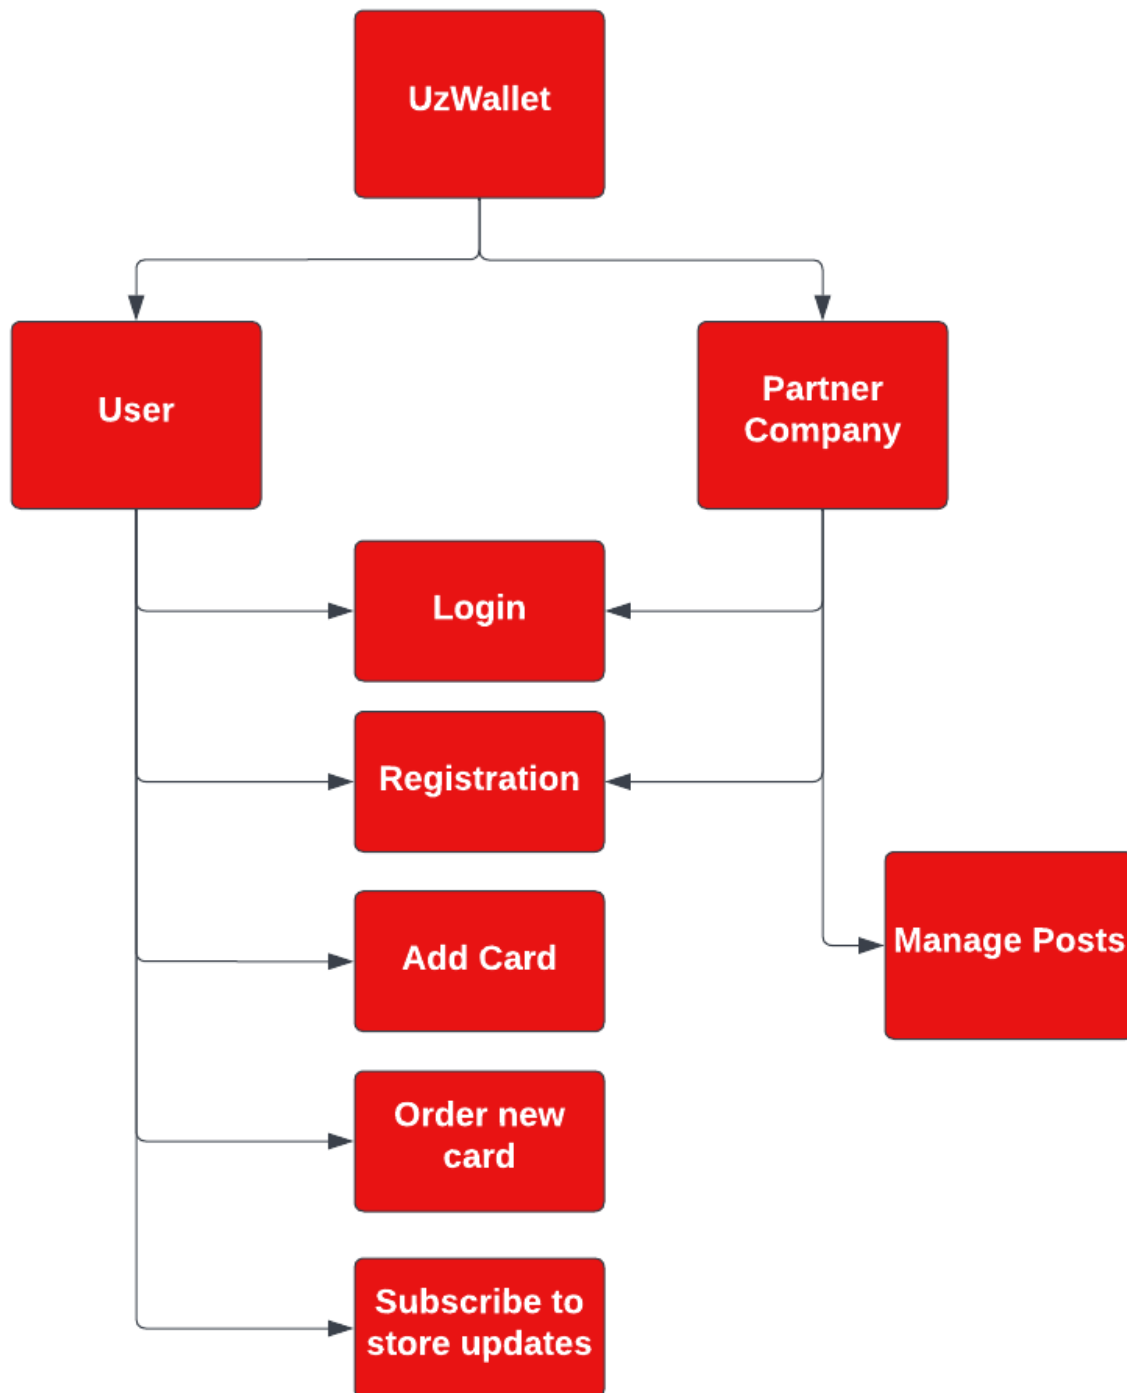 UzWallet
User
Partner
Company
Login
Registration
Add Card
Manage Posts
Order new
card
Subscribe to
store updates